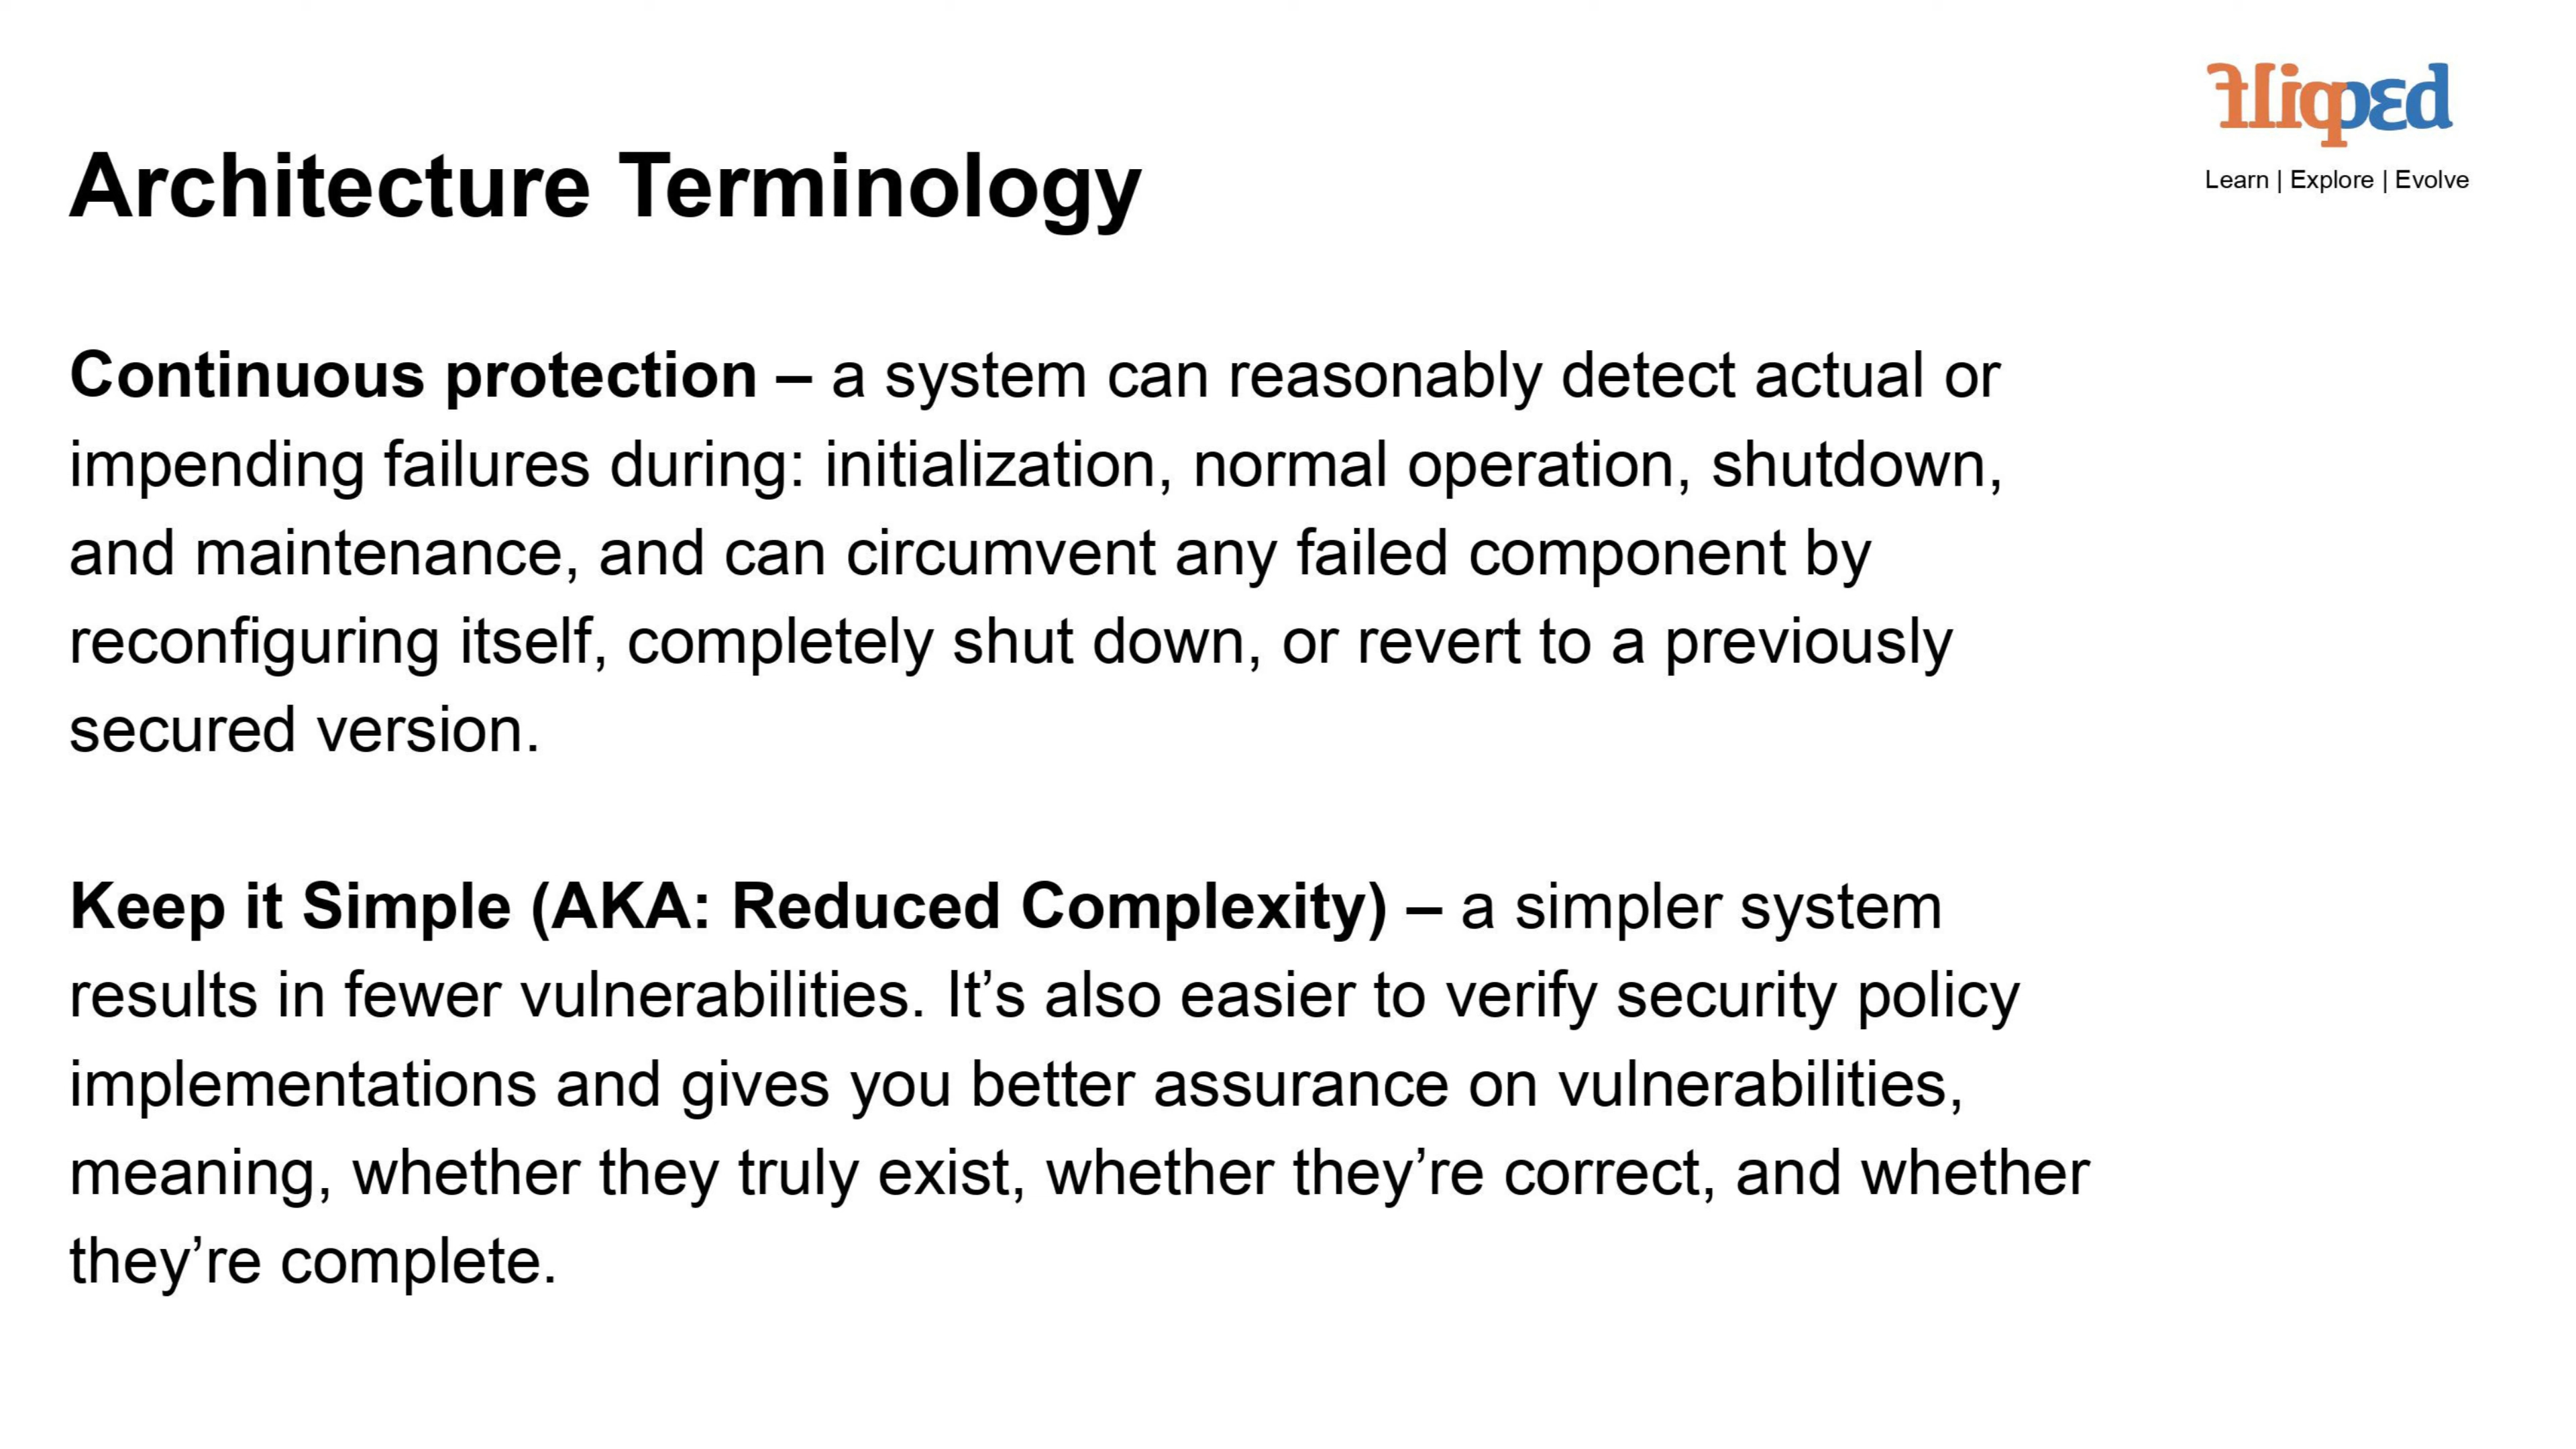 flipped
Learn | Explore | Evolve
Architecture Terminology
Continuous protection – a system can reasonably detect actual or
impending failures during: initialization, normal operation, shutdown,
and maintenance, and can circumvent any failed component by
reconfiguring itself, completely shut down, or revert to a previously
secured version.
Keep it Simple (AKA: Reduced Complexity) – a simpler system
results in fewer vulnerabilities. It’s also easier to verify security policy
implementations and gives you better assurance on vulnerabilities,
meaning, whether they truly exist, whether they’re correct, and whether
they’re complete.